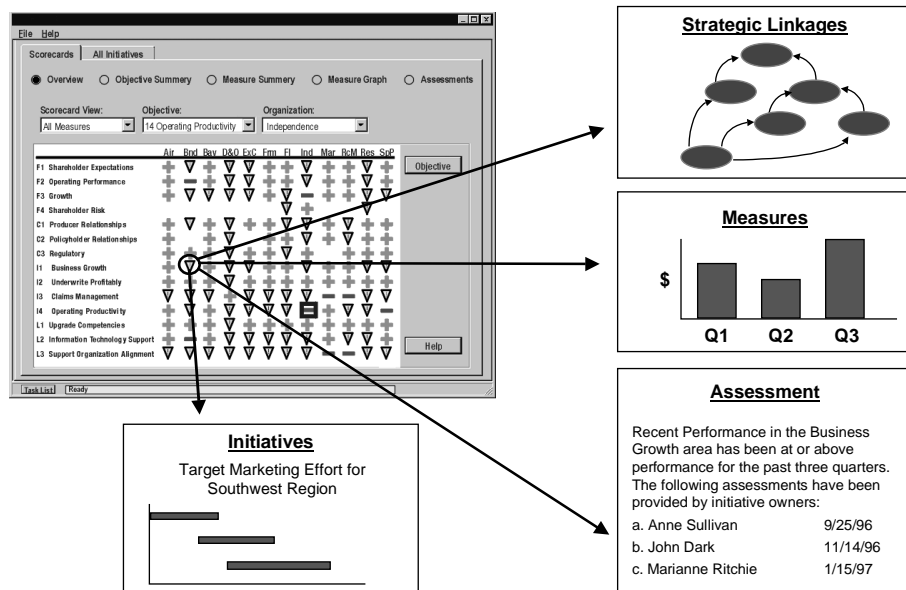 File Help
Scorecards All Initiatives
Overview Objective Summery Measure Summery Measure Graph Assessments
Scorecard View: Objective: Organization:
All Measures 14 Operating Productivity Independence
Air Bnd Bav D&O ExC Frm FI Ind Mar RcM Res SpP
F1 Shareholder Expectations
F2 Operating Performance
F3 Growth
F4 Shareholder Risk
C1 Producer Relationships
C2 Policyholder Relationships
C3 Regulatory
I1 Business Growth
I2 Underwrite Profitably
I3 Claims Management
I4 Operating Productivity
L1 Upgrade Competencies
L2 Information Technology Support
L3 Support Organization Alignment
Objective
Help
Task List Ready
Strategic Linkages
Measures
$
Q1 Q2 Q3
Initiatives
Target Marketing Effort for
Southwest Region
Assessment
Recent Performance in the Business
Growth area has been at or above
performance for the past three quarters.
The following assessments have been
provided by initiative owners:
a. Anne Sullivan 9/25/96
b. John Dark 11/14/96
c. Marianne Ritchie 1/15/97